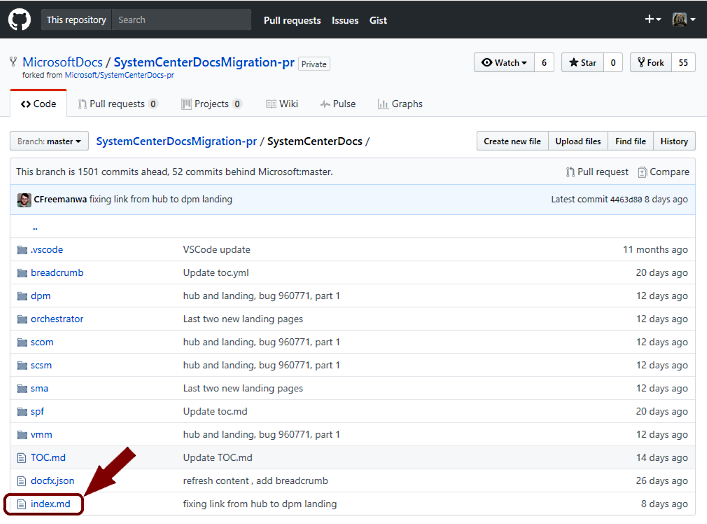 This repository Search Pull requests Issues Gist
MicrosoftDocs / SystemCenterDocsMigration-pr Private
forked from Microsoft/SystemCenterDocs-pr
Watch 6 Star 0 Fork 55
Code Pull requests 0 Projects 0 Wiki Pulse Graphs
Branch: master SystemCenterDocsMigration-pr / SystemCenterDocs /
Create new file Upload files Find file History
This branch is 1501 commits ahead, 52 commits behind Microsoft:master. Pull request Compare
CFreemanwa fixing link from hub to dpm landing Latest commit 4463d80 8 days ago
..
.vscode VSCode update 11 months ago
breadcrumb Update toc.yml 20 days ago
dpm hub and landing, bug 960771, part 1 12 days ago
orchestrator Last two new landing pages 12 days ago
scom hub and landing, bug 960771, part 1 12 days ago
scsm hub and landing, bug 960771, part 1 12 days ago
sma Last two new landing pages 12 days ago
spf Update toc.md 20 days ago
vmm hub and landing, bug 960771, part 1 12 days ago
TOC.md Update TOC.md 14 days ago
docfx.json refresh content , add breadcrumb 26 days ago
index.md fixing link from hub to dpm landing 8 days ago